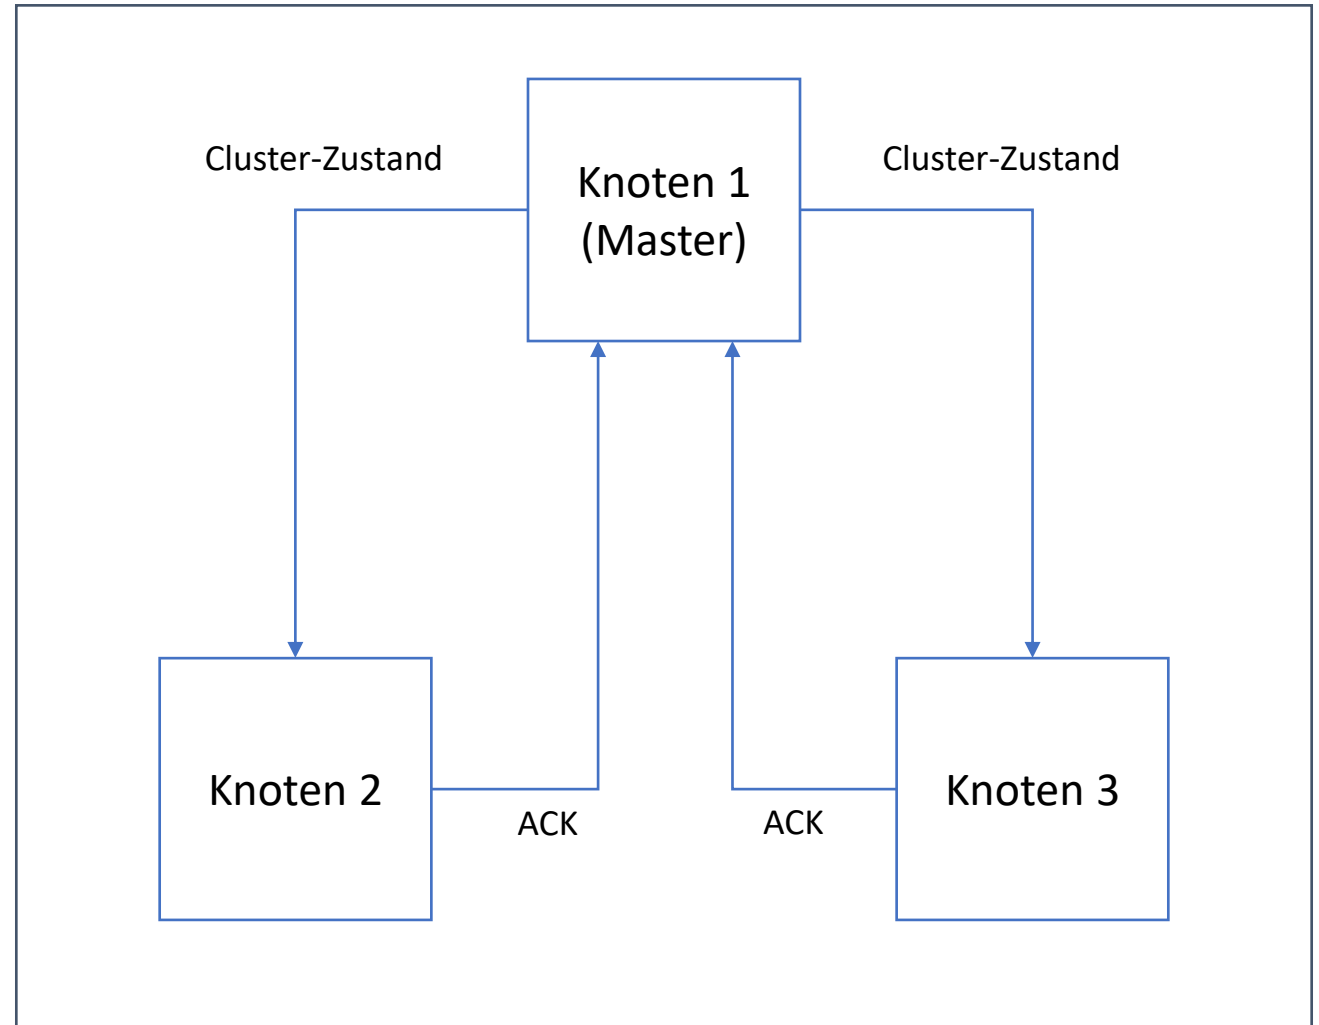 Cluster-Zustand
Knoten 1
(Master)
Cluster-Zustand
Knoten 2
ACK
ACK
Knoten 3